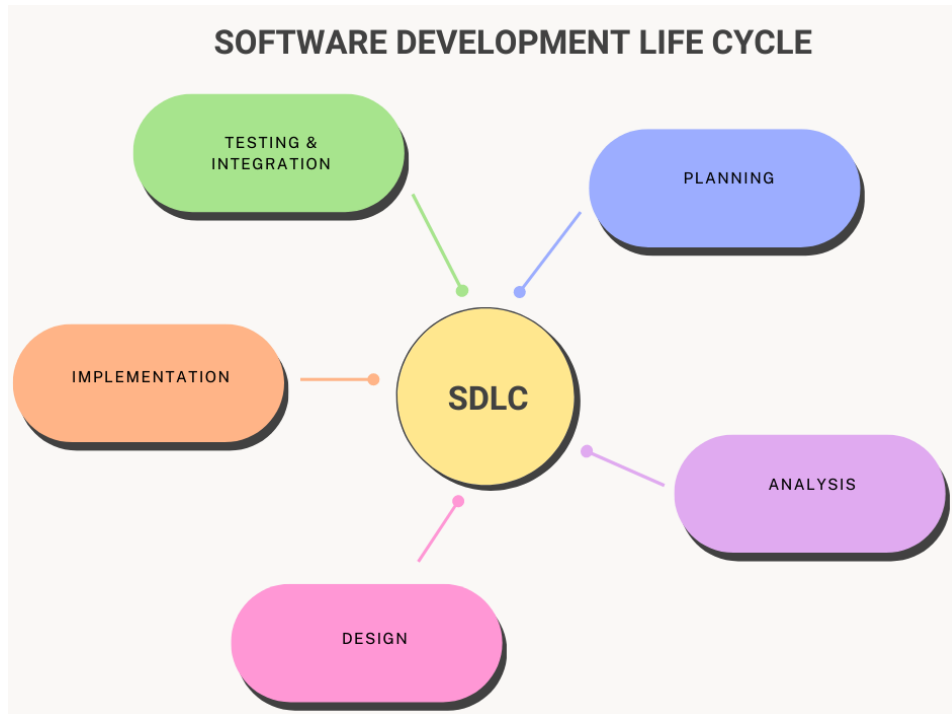 SOFTWARE DEVELOPMENT LIFE CYCLE
TESTING &
INTEGRATION
PLANNING
IMPLEMENTATION
SDLC
ANALYSIS
DESIGN